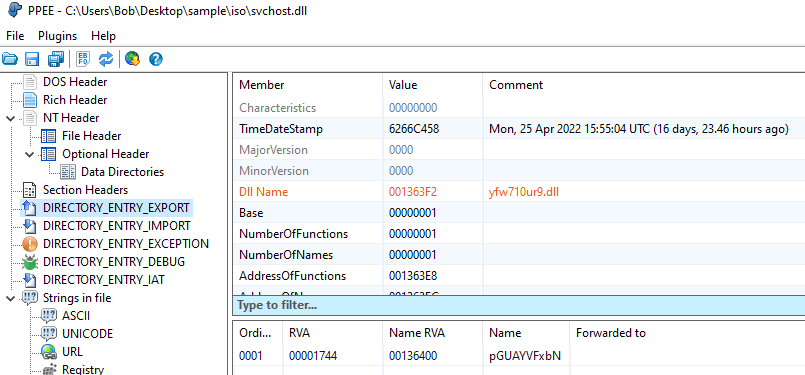 PPEE - C:\Users\Bob\Desktop\sample\iso\svchost.dll
File Plugins Help
DOS Header
Rich Header
NT Header
File Header
Optional Header
Data Directories
Section Headers
DIRECTORY_ENTRY_EXPORT
DIRECTORY_ENTRY_IMPORT
DIRECTORY_ENTRY_EXCEPTION
DIRECTORY_ENTRY_DEBUG
DIRECTORY_ENTRY_IAT
Strings in file
ASCII
UNICODE
URL
Registry
Member Value Comment
Characteristics 00000000
TimeDateStamp 6266C458 Mon, 25 Apr 2022 15:55:04 UTC (16 days, 23.46 hours ago)
MajorVersion 0000
MinorVersion 0000
Dll Name 001363F2 yfw710ur9.dll
Base 00000001
NumberOfFunctions 00000001
NumberOfNames 00000001
AddressOfFunctions 001363E8
Type to filter...
Ordi... RVA Name RVA Name Forwarded to
0001 00001744 00136400 pGUAYVFxbN